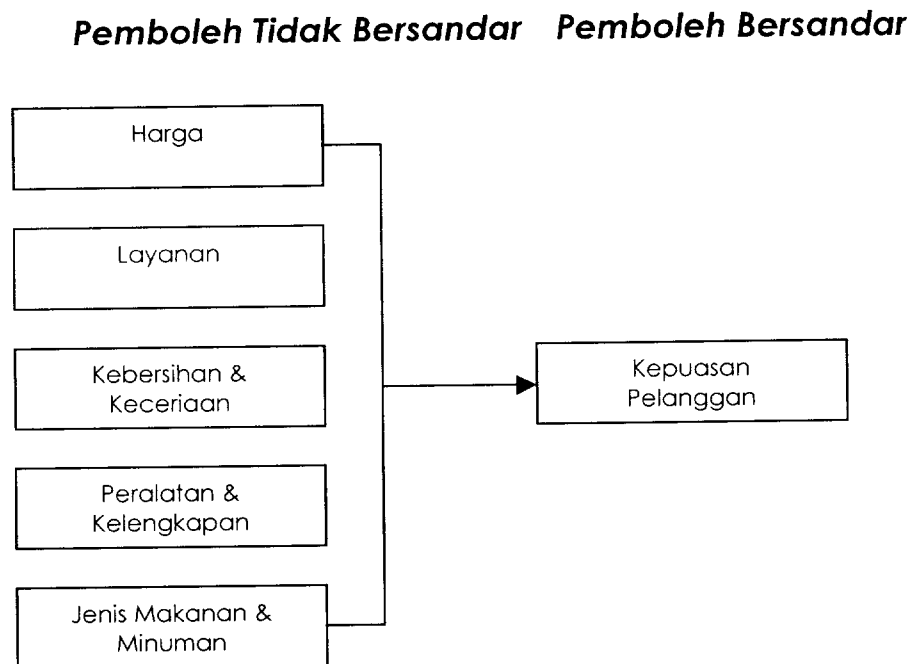 Pemboleh Tidak Bersandar Pemboleh Bersandar
Harga
Layanan
Kebersihan &
Keceriaan
Peralatan &
Kelengkapan
Jenis Makanan &
Minuman
Kepuasan
Pelanggan